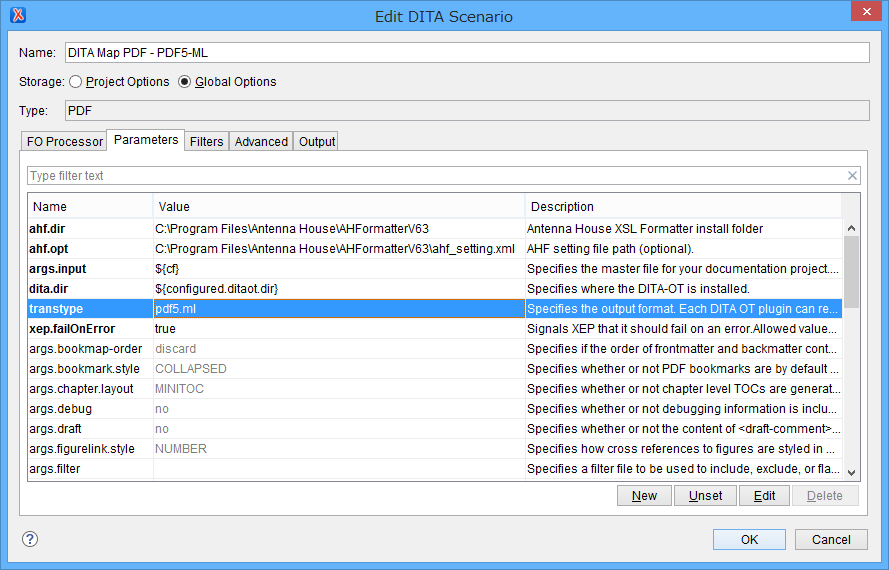 Edit DITA Scenario
Name: DITA Map PDF - PDF5-ML
Storage: Project Options Global Options
Type: PDF
FO Processor Parameters Filters Advanced Output
Type filter text
Name Value Description
ahf.dir C:\Program Files\Antenna House\AHFormatterV63 Antenna House XSL Formatter install folder
ahf.opt C:\Program Files\Antenna House\AHFormatterV63\ahf_setting.xml AHF setting file path (optional).
args.input ${cf} Specifies the master file for your documentation project....
dita.dir ${configured.ditaot.dir} Specifies where the DITA-OT is installed.
transtype pdf5.ml Specifies the output format. Each DITA OT plugin can re...
xep.failOnError true Signals XEP that it should fail on an error.Allowed value...
args.bookmap-order discard Specifies if the order of frontmatter and backmatter cont...
args.bookmark.style COLLAPSED Specifies whether or not PDF bookmarks are by default ...
args.chapter.layout MINITOC Specifies whether or not chapter level TOCs are generat...
args.debug no Specifies whether or not debugging information is inclu...
args.draft no Specifies whether or not the content of <draft-comment>...
args.figurelink.style NUMBER Specifies how cross references to figures are styled in ...
args.filter Specifies a filter file to be used to include, exclude, or fla...
New Unset Edit Delete
? OK Cancel